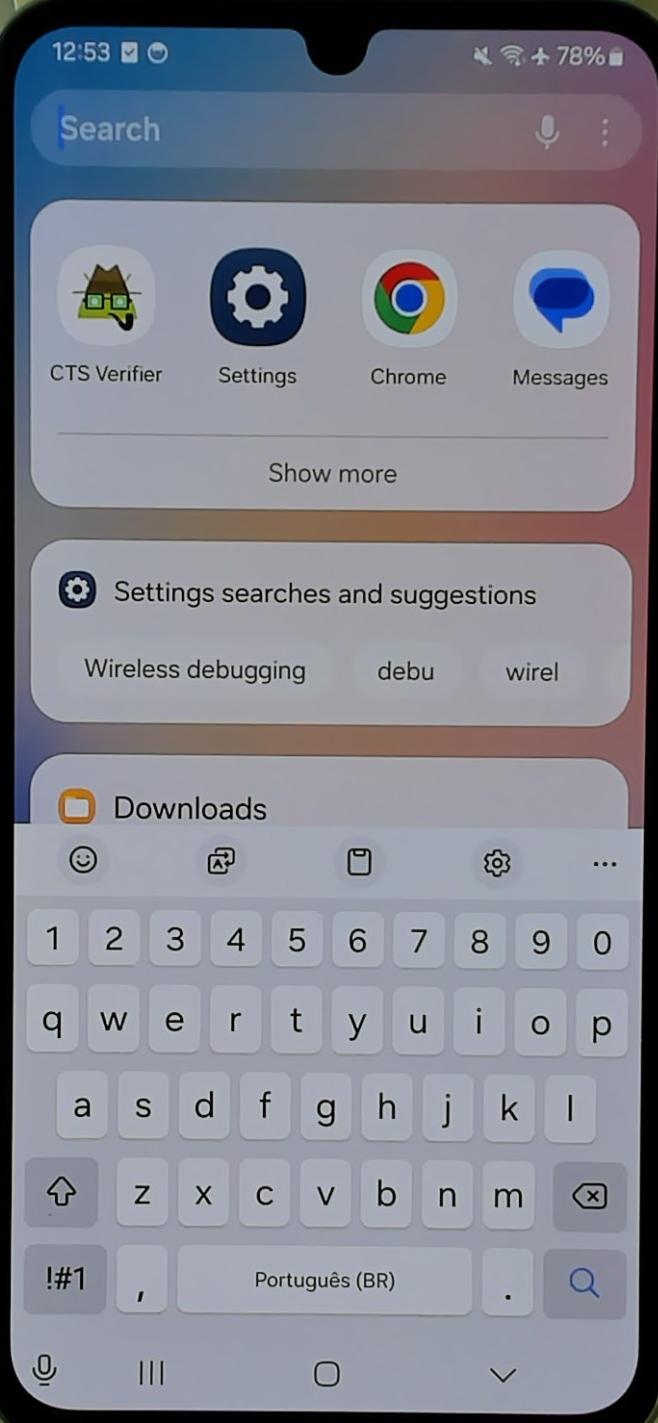 12:53 78%
Search
CTS Verifier Settings Chrome Messages
Show more
Settings searches and suggestions
Wireless debugging debu wirel
Downloads
1 2 3 4 5 6 7 8 9 0
q w e r t y u i o p
a s d f g h j k l
z x c v b n m
!#1 , Português (BR) .